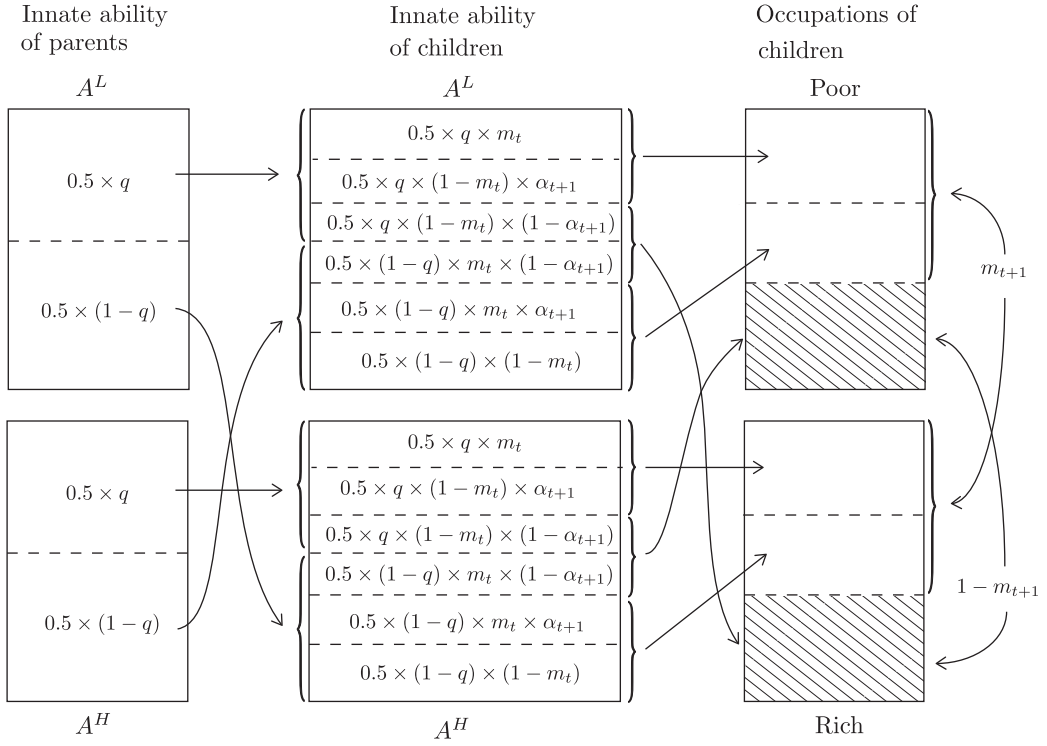 Innate ability
of parents
Innate ability
of children
Occupations of
children
A^L
A^L
Poor
0.5 × q
0.5 × (1 − q)
0.5 × q × m_t
0.5 × q × (1 − m_t) × α_{t+1}
0.5 × q × (1 − m_t) × (1 − α_{t+1})
0.5 × (1 − q) × m_t × (1 − α_{t+1})
0.5 × (1 − q) × m_t × α_{t+1}
0.5 × (1 − q) × (1 − m_t)
m_{t+1}
0.5 × q
0.5 × (1 − q)
0.5 × q × m_t
0.5 × q × (1 − m_t) × α_{t+1}
0.5 × q × (1 − m_t) × (1 − α_{t+1})
0.5 × (1 − q) × m_t × (1 − α_{t+1})
0.5 × (1 − q) × m_t × α_{t+1}
0.5 × (1 − q) × (1 − m_t)
1 − m_{t+1}
A^H
A^H
Rich